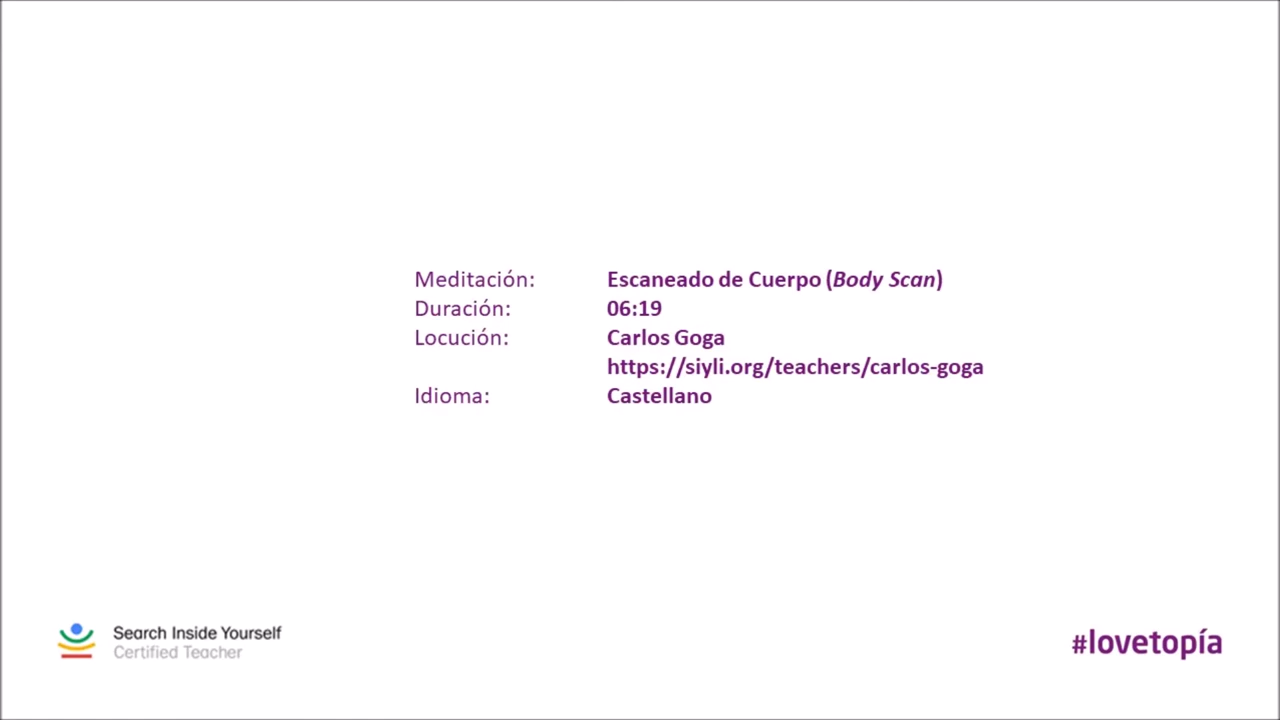 Meditación: Escaneado de Cuerpo (Body Scan)
Duración: 06:19
Locución: Carlos Goga
https://siyli.org/teachers/carlos-goga
Idioma: Castellano
Search Inside Yourself
Certified Teacher
#lovetopía